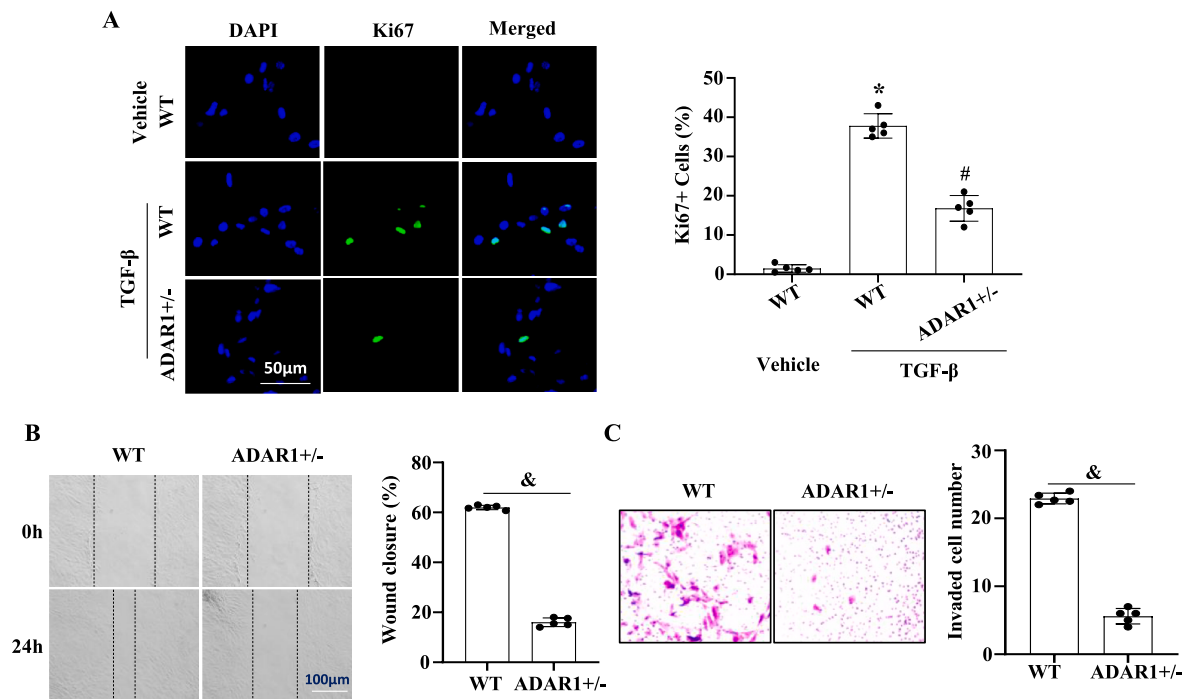 A
DAPI Ki67 Merged
Vehicle
WT
TGF-β
WT
ADAR1+/-
50μm
Ki67+ Cells (%)
50
40
30
20
10
0
*
#
WT WT ADAR1+/-
Vehicle TGF-β
B
WT ADAR1+/-
0h
24h
100μm
Wound closure (%)
80
60
40
20
0
&
WT ADAR1+/-
C
WT ADAR1+/-
Invaded cell number
30
20
10
0
&
WT ADAR1+/-